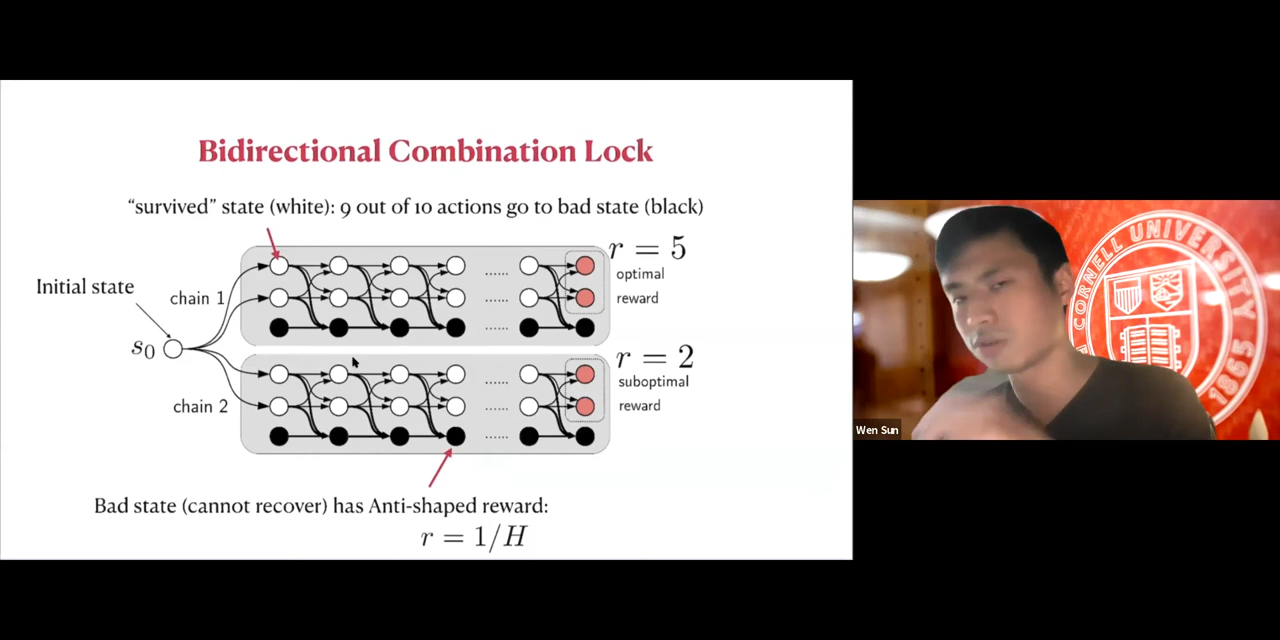 Bidirectional Combination Lock
“survived” state (white): 9 out of 10 actions go to bad state (black)
r = 5
optimal
reward
Initial state
chain 1
s0
r = 2
suboptimal
reward
chain 2
......
......
......
......
......
......
Bad state (cannot recover) has Anti-shaped reward:
r = 1/H
Wen Sun
CORNELL UNIVERSITY
1865